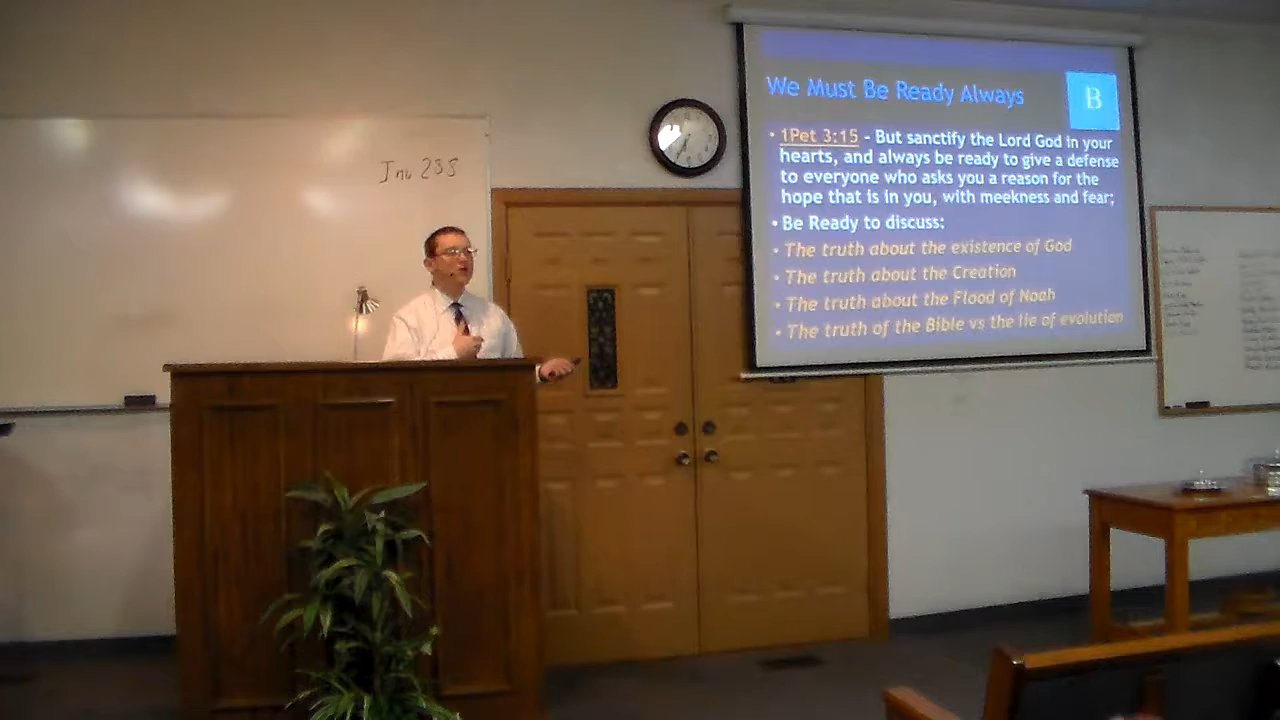 Inv 238
We Must Be Ready Always
B
• 1Pet 3:15 - But sanctify the Lord God in your
hearts, and always be ready to give a defense
to everyone who asks you a reason for the
hope that is in you, with meekness and fear;
• Be Ready to discuss:
• The truth about the existence of God
• The truth about the Creation
• The truth about the Flood of Noah
• The truth of the Bible vs the lie of evolution